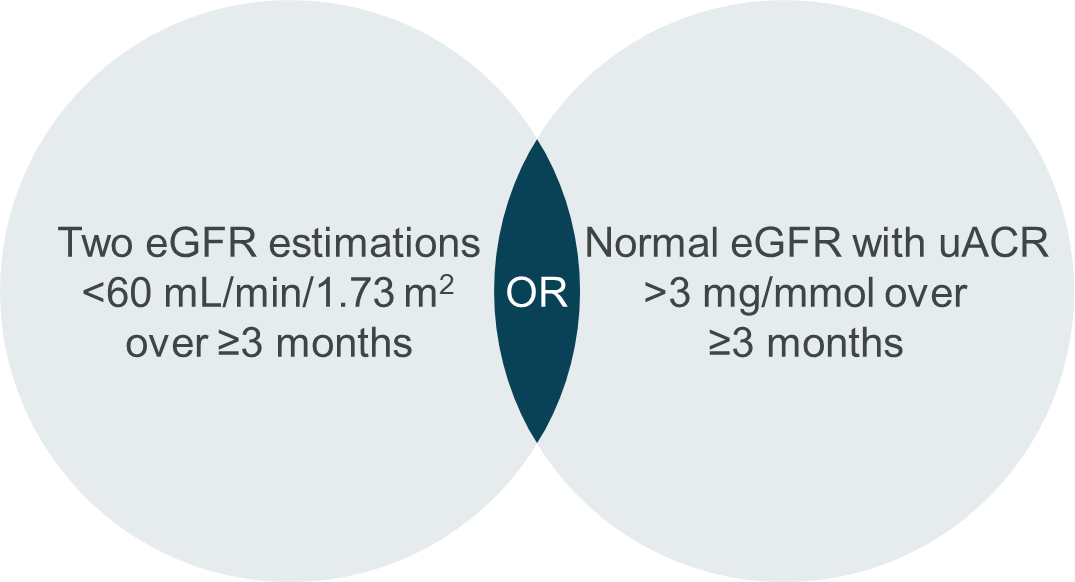 Two eGFR estimations
<60 mL/min/1.73 m²
over ≥3 months
OR
Normal eGFR with uACR
>3 mg/mmol over
≥3 months